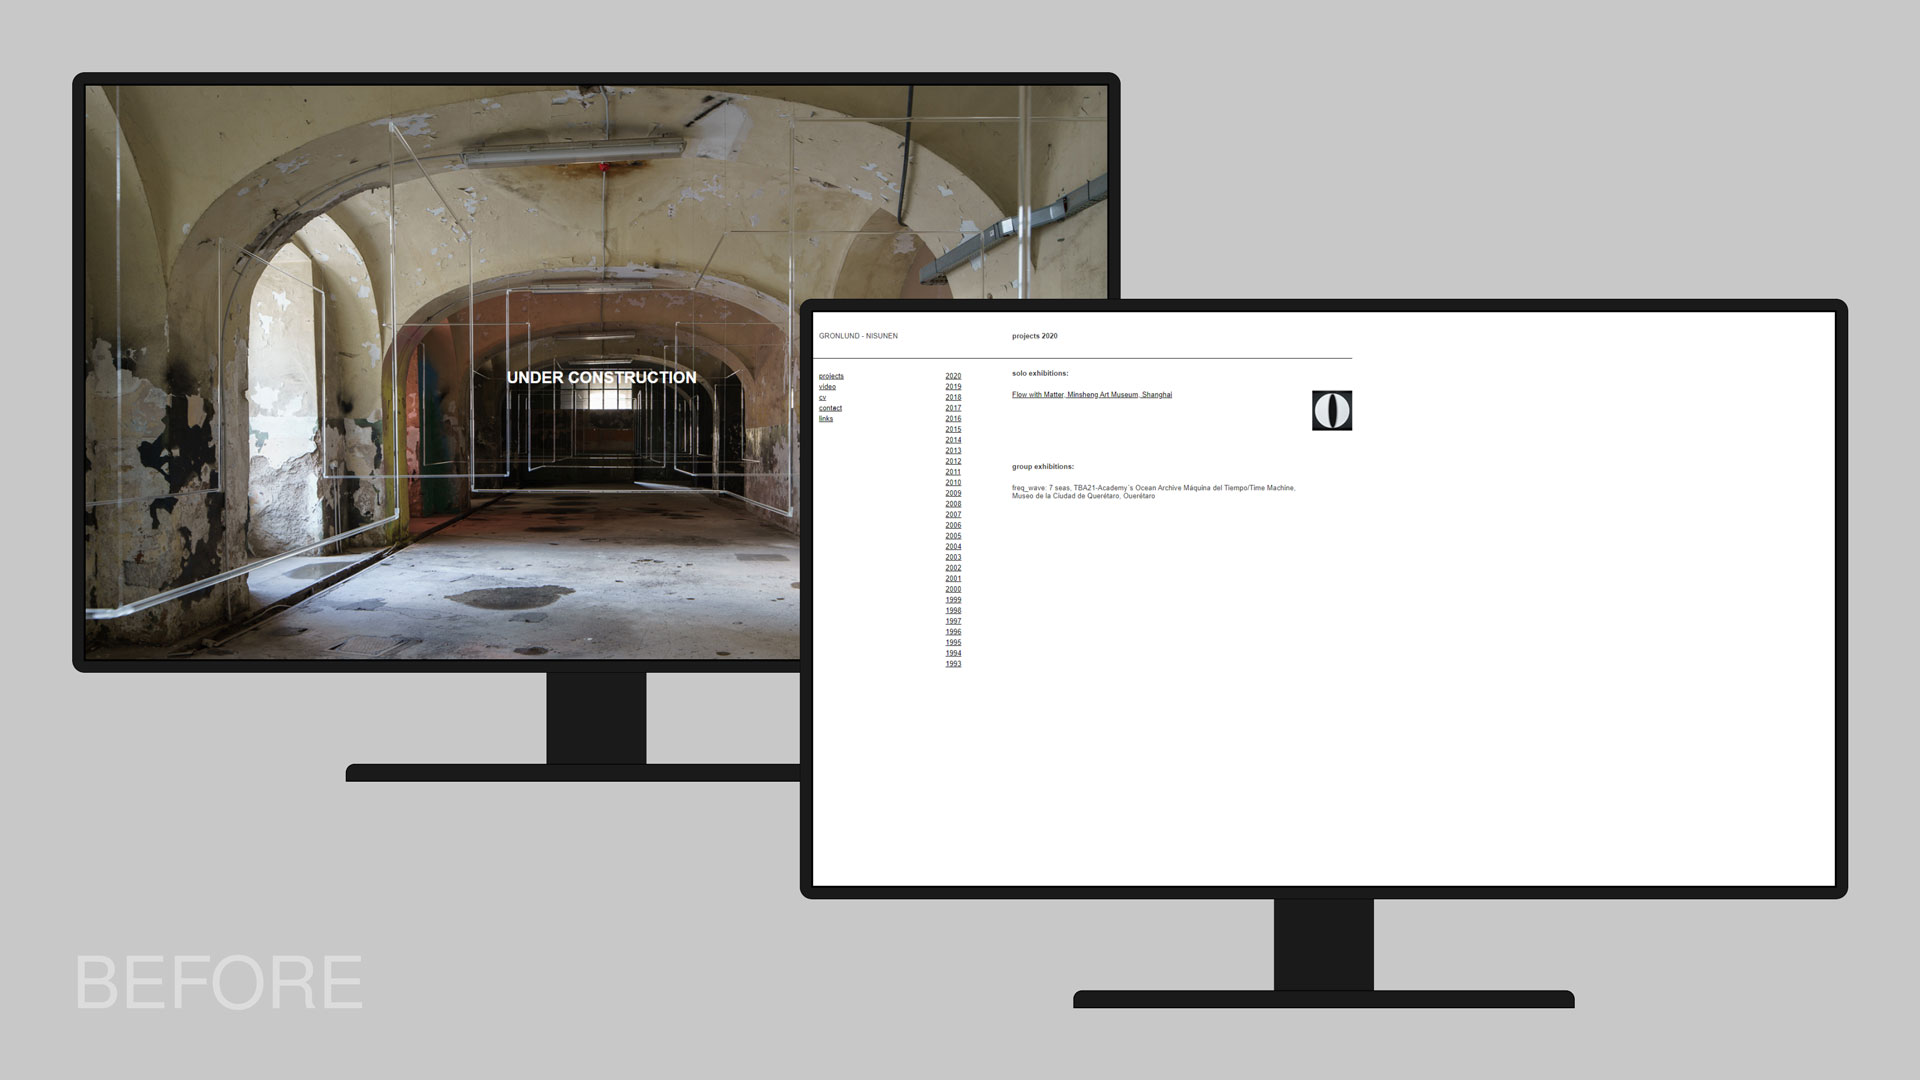 UNDER CONSTRUCTION
GRONLUND - NISUNEN
projects 2020
projects
video
cv
contact
links
2020
2019
2018
2017
2016
2015
2014
2013
2012
2011
2010
2009
2008
2007
2006
2005
2004
2003
2002
2001
2000
1999
1998
1997
1996
1995
1994
1993
solo exhibitions:
Flow with Matter, Minsheng Art Museum, Shanghai
group exhibitions:
freq_wave: 7 seas, TBA21-Academy´s Ocean Archive Máquina del Tiempo/Time Machine,
Museo de la Ciudad de Querétaro, Querétaro
BEFORE